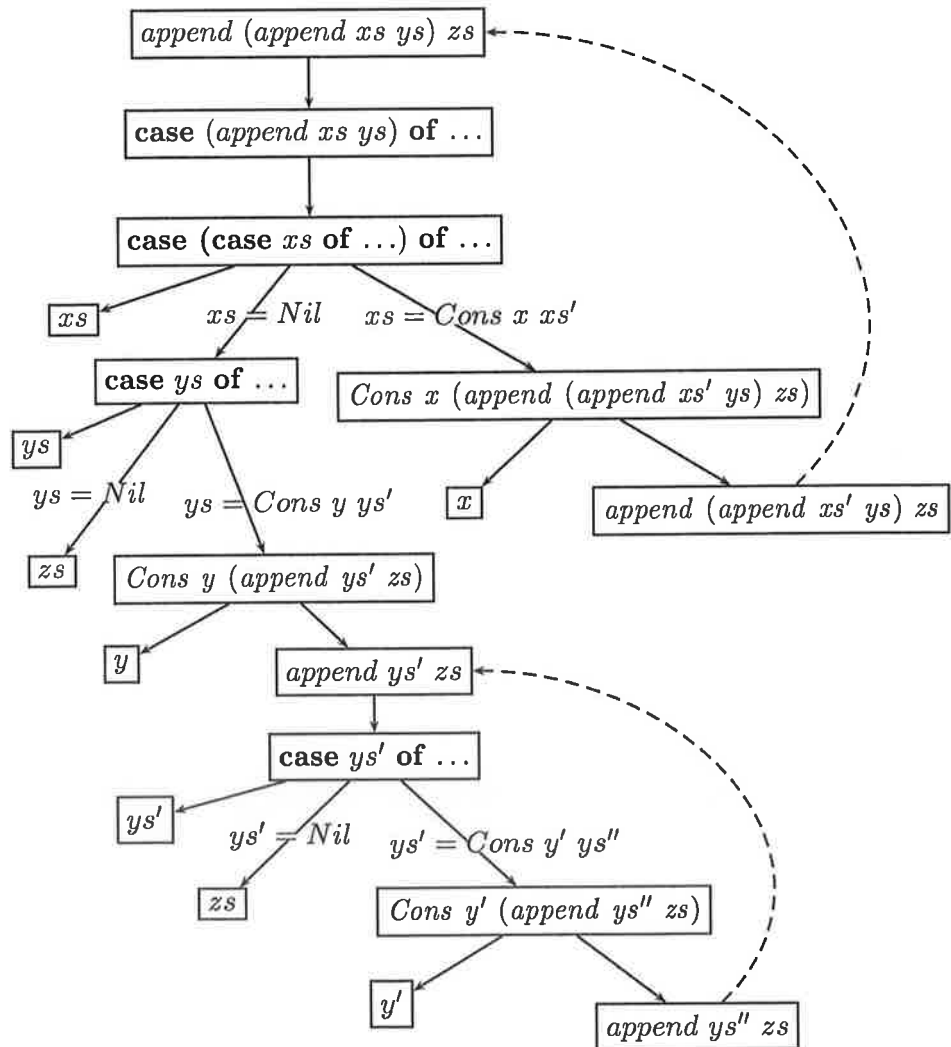 append (append xs ys) zs
case (append xs ys) of ...
case (case xs of ...) of ...
xs
xs = Nil
xs = Cons x xs′
case ys of ...
Cons x (append (append xs′ ys) zs)
ys
ys = Nil
ys = Cons y ys′
x
append (append xs′ ys) zs
zs
Cons y (append ys′ zs)
y
append ys′ zs
case ys′ of ...
ys′
ys′ = Nil
ys′ = Cons y′ ys″
zs
Cons y′ (append ys″ zs)
y′
append ys″ zs